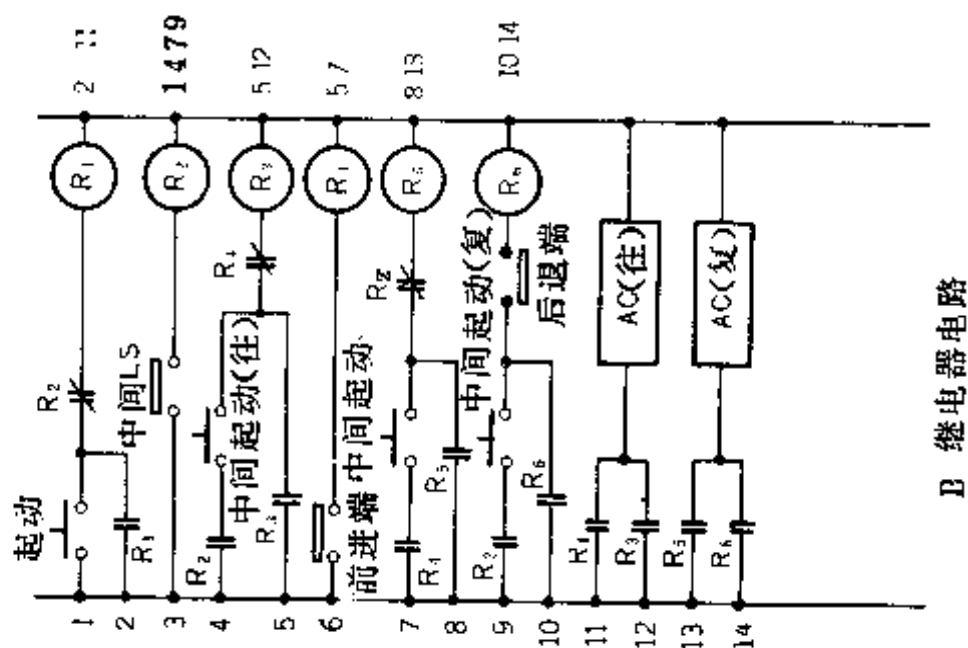 1
起动
R₂
R₁
2 11
2
R₁
3
中间LS
R₂
1479
4
R₂
中间起动(往)
R₄
R₃
5 12
5
R₃
6
前进端
R₄
5 7
7
R₄
中间起动
R₂
R₅
8 13
8
R₅
9
R₂
中间起动(复)
后退端
R₆
10 14
10
R₆
11
R₁
AC(往)
12
R₃
13
R₅
AC(复)
14
R₆
B 继电器电路